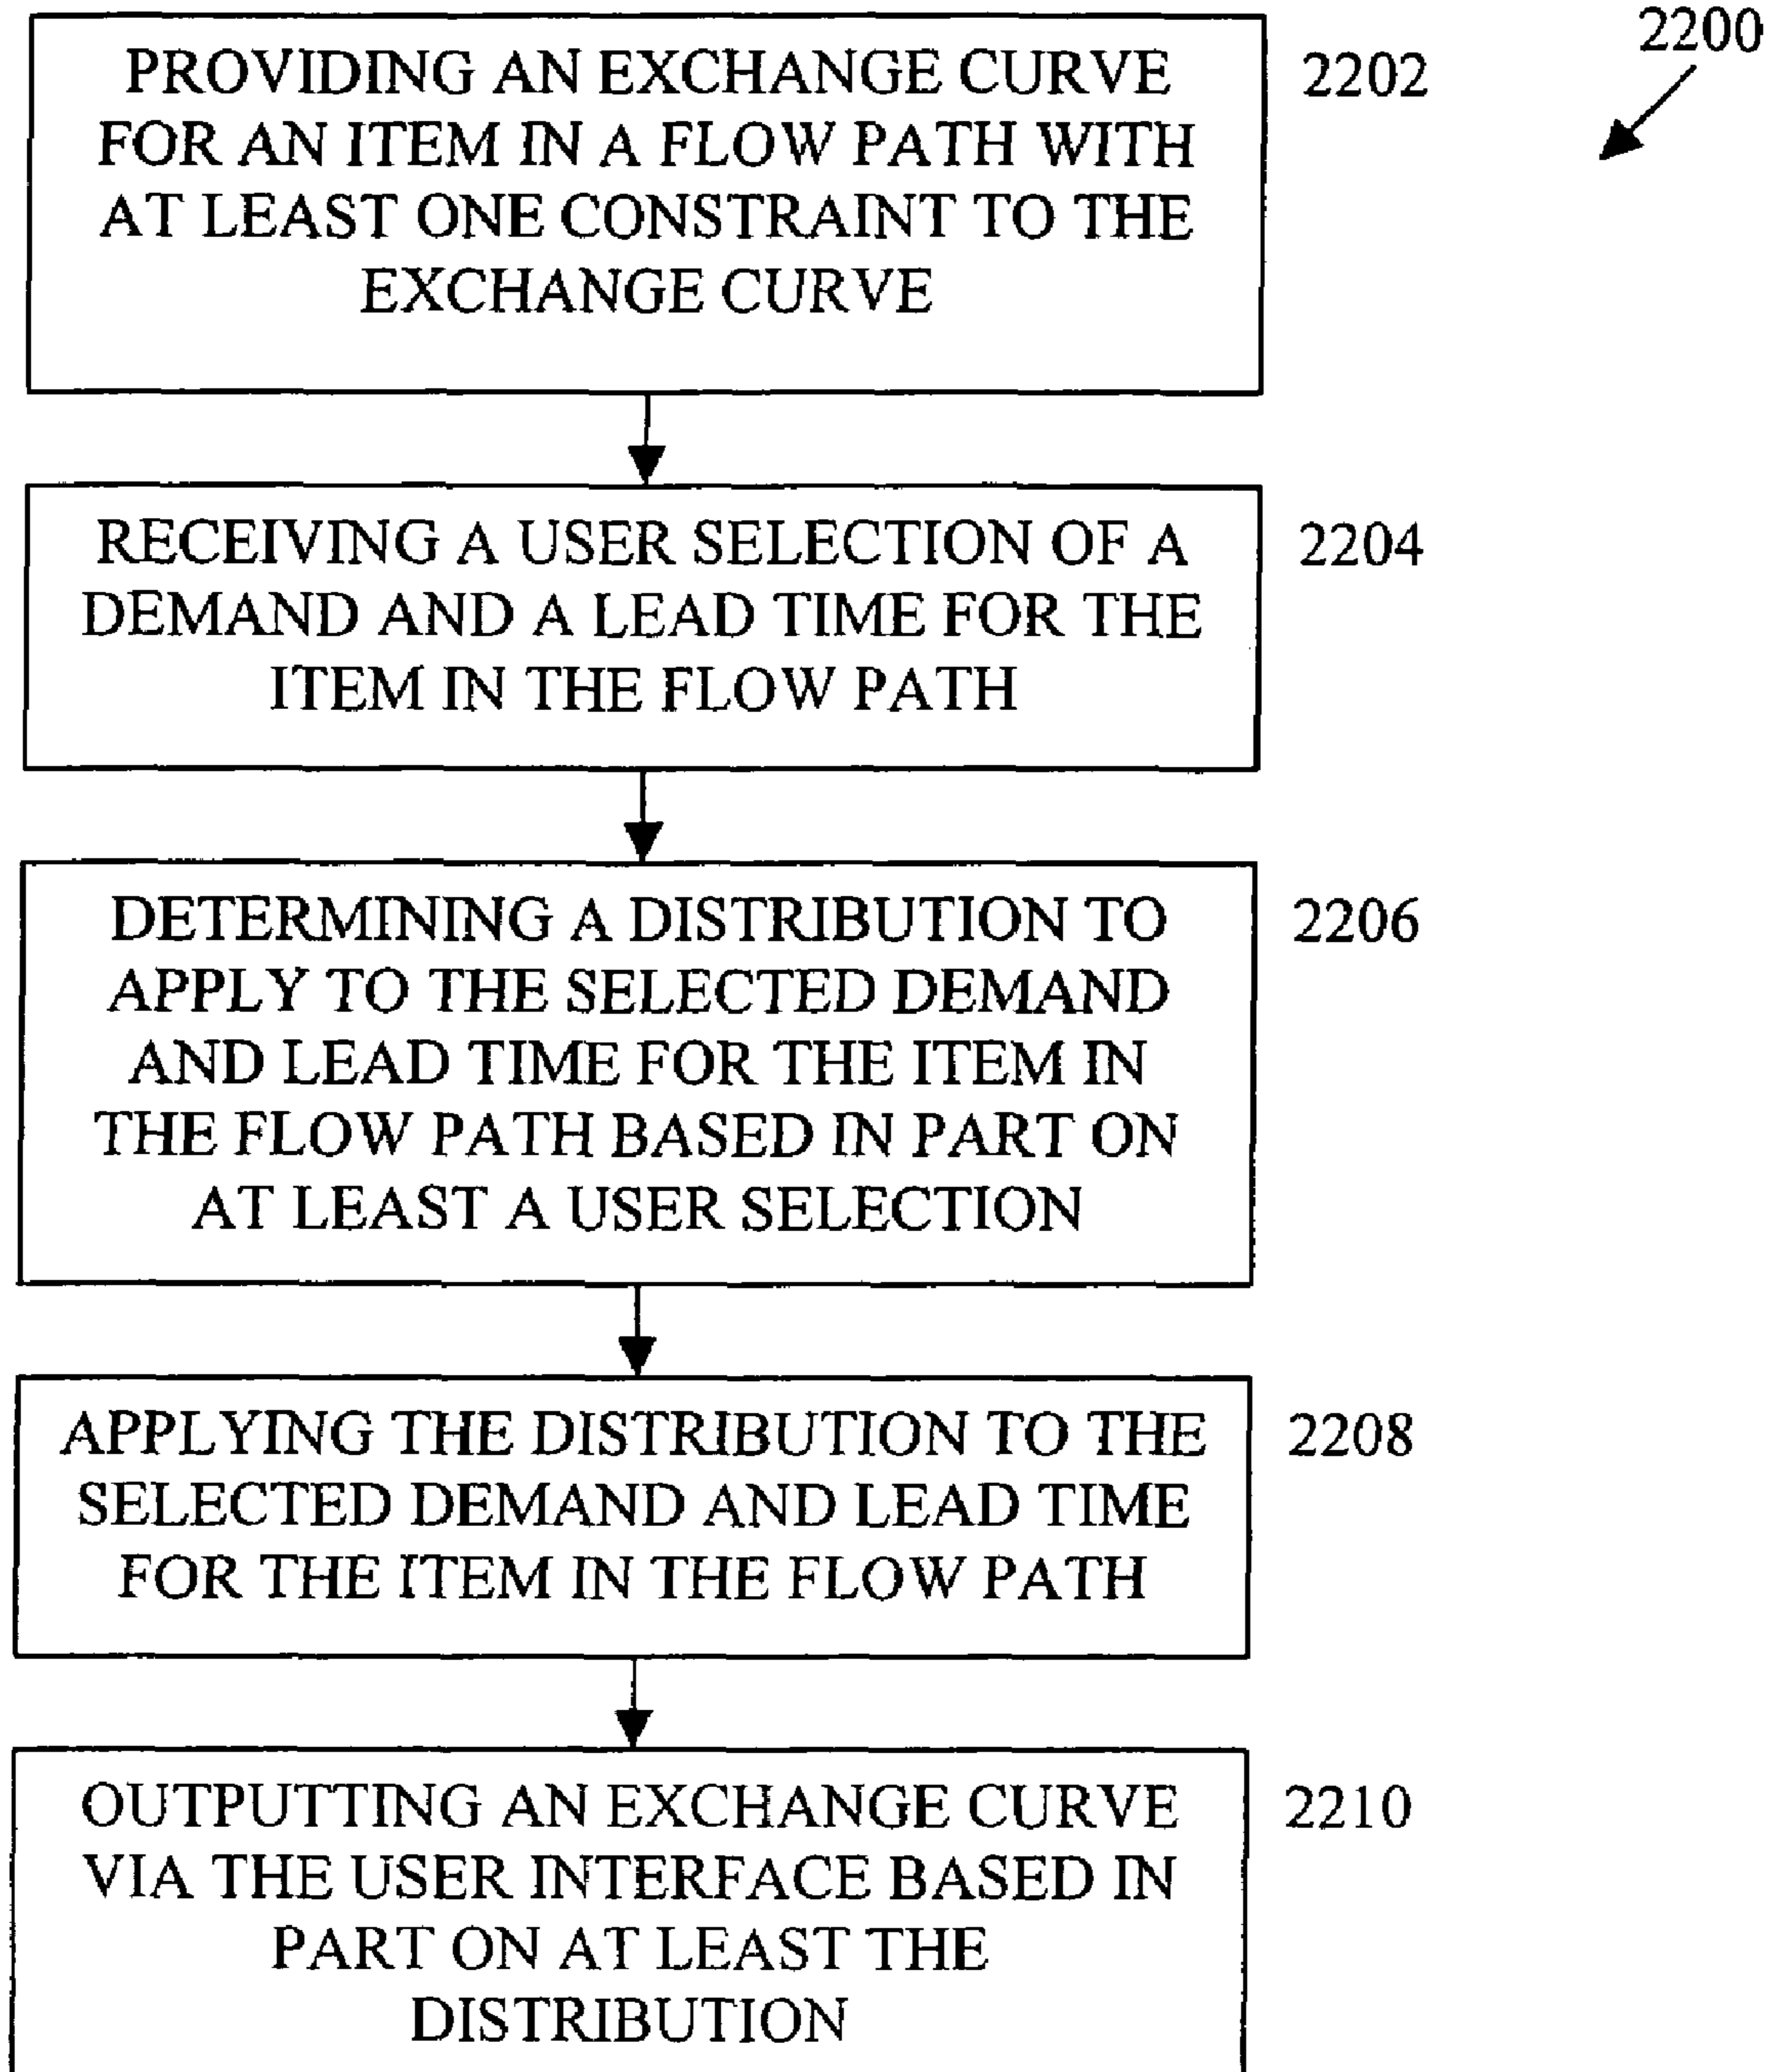 2200
PROVIDING AN EXCHANGE CURVE
FOR AN ITEM IN A FLOW PATH WITH
AT LEAST ONE CONSTRAINT TO THE
EXCHANGE CURVE
2202
RECEIVING A USER SELECTION OF A
DEMAND AND A LEAD TIME FOR THE
ITEM IN THE FLOW PATH
2204
DETERMINING A DISTRIBUTION TO
APPLY TO THE SELECTED DEMAND
AND LEAD TIME FOR THE ITEM IN
THE FLOW PATH BASED IN PART ON
AT LEAST A USER SELECTION
2206
APPLYING THE DISTRIBUTION TO THE
SELECTED DEMAND AND LEAD TIME
FOR THE ITEM IN THE FLOW PATH
2208
OUTPUTTING AN EXCHANGE CURVE
VIA THE USER INTERFACE BASED IN
PART ON AT LEAST THE
DISTRIBUTION
2210